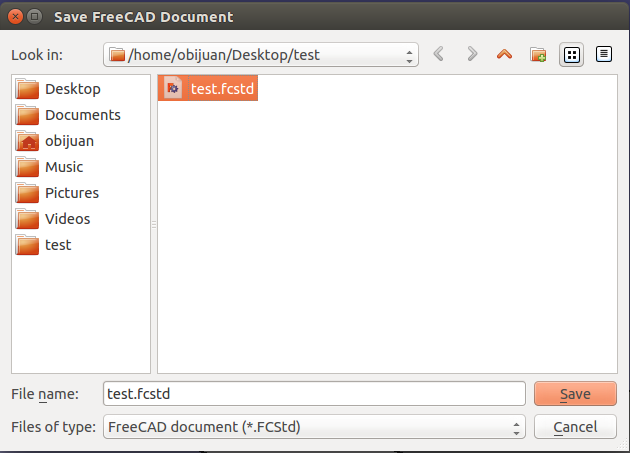 Save FreeCAD Document
Look in: /home/obijuan/Desktop/test
Desktop
Documents
obijuan
Music
Pictures
Videos
test
test.fcstd
File name: test.fcstd Save
Files of type: FreeCAD document (*.FCStd) Cancel